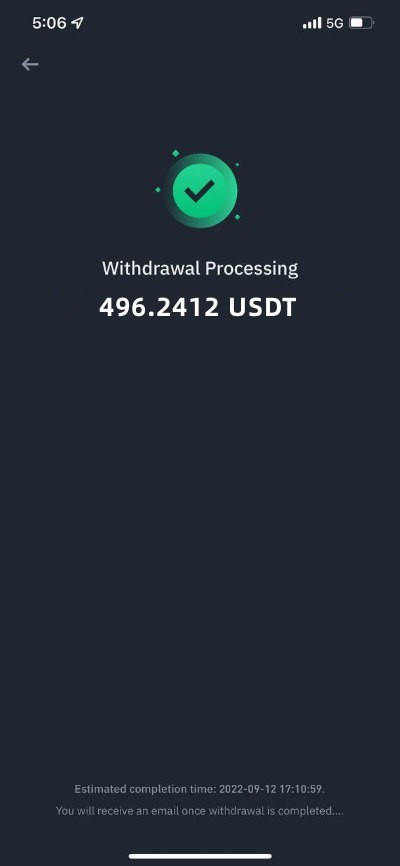 5:06 5G
Withdrawal Processing
496.2412 USDT
Estimated completion time: 2022-09-12 17:10:59.
You will receive an email once withdrawal is completed....